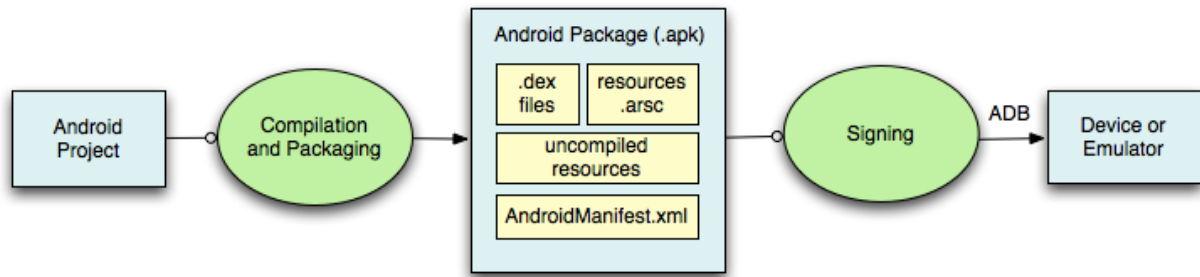 Android
Project
Compilation
and Packaging
Android Package (.apk)
.dex
files
resources
.arsc
uncompiled
resources
AndroidManifest.xml
Signing
ADB
Device or
Emulator